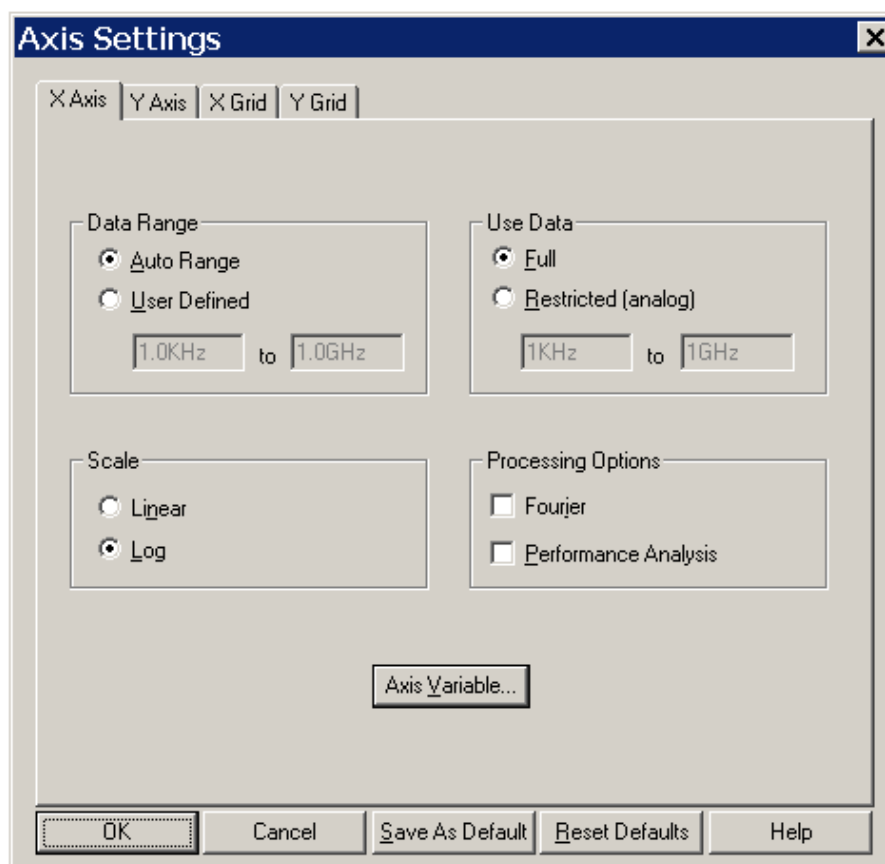 Axis Settings
X Axis Y Axis X Grid Y Grid
Data Range
Auto Range
User Defined
1.0KHz to 1.0GHz
Use Data
Full
Restricted (analog)
1KHz to 1GHz
Scale
Linear
Log
Processing Options
Fourier
Performance Analysis
Axis Variable...
OK Cancel Save As Default Reset Defaults Help